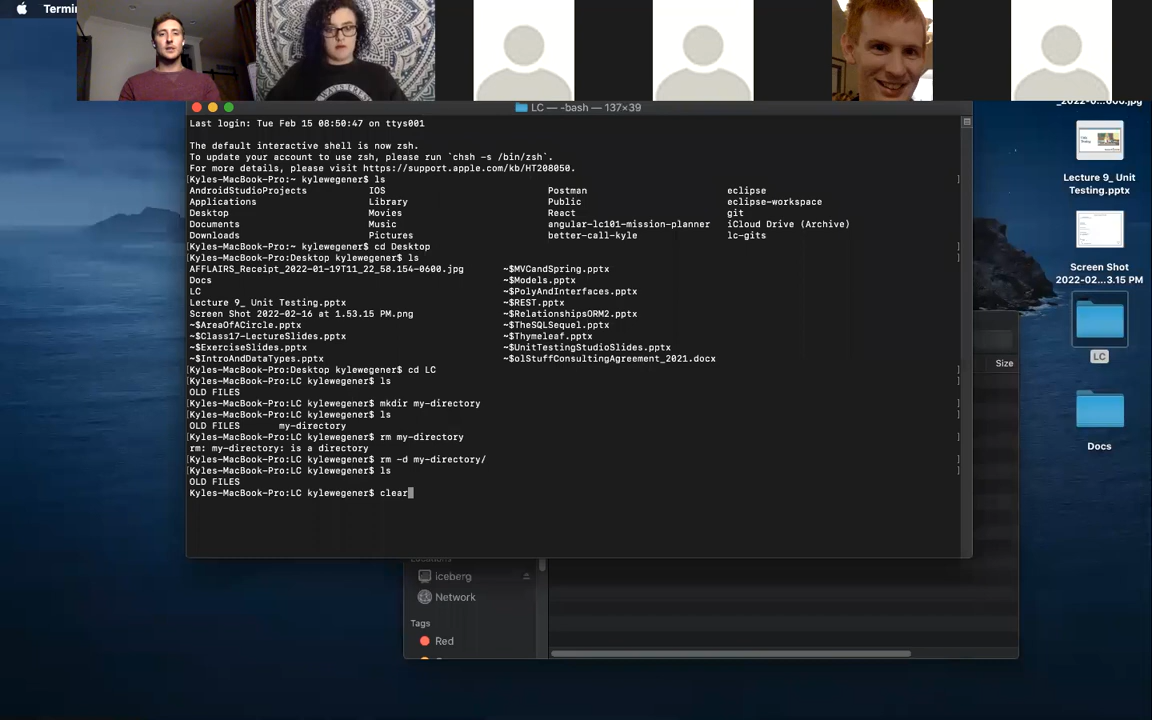 Termi
LC — -bash — 137×39
Last login: Tue Feb 15 08:50:47 on ttys001
The default interactive shell is now zsh.
To update your account to use zsh, please run `chsh -s /bin/zsh`.
For more details, please visit https://support.apple.com/kb/HT208050.
[Kyles-MacBook-Pro:~ kylewegener$ ls ]
AndroidStudioProjects IOS Postman eclipse
Applications Library Public eclipse-workspace
Desktop Movies React git
Documents Music angular-lc101-mission-planner iCloud Drive (Archive)
Downloads Pictures better-call-kyle lc-gits
[Kyles-MacBook-Pro:~ kylewegener$ cd Desktop ]
[Kyles-MacBook-Pro:Desktop kylewegener$ ls ]
AFFLAIRS_Receipt_2022-01-19T11_22_58.154-0600.jpg ~$MVCandSpring.pptx
Docs ~$Models.pptx
LC ~$PolyAndInterfaces.pptx
Lecture 9_ Unit Testing.pptx ~$REST.pptx
Screen Shot 2022-02-16 at 1.53.15 PM.png ~$RelationshipsORM2.pptx
~$AreaOfACircle.pptx ~$TheSQLSequel.pptx
~$Class17-LectureSlides.pptx ~$Thymeleaf.pptx
~$ExerciseSlides.pptx ~$UnitTestingStudioSlides.pptx
~$IntroAndDataTypes.pptx ~$olStuffConsultingAgreement_2021.docx
[Kyles-MacBook-Pro:Desktop kylewegener$ cd LC ]
[Kyles-MacBook-Pro:LC kylewegener$ ls ]
OLD FILES
[Kyles-MacBook-Pro:LC kylewegener$ mkdir my-directory ]
[Kyles-MacBook-Pro:LC kylewegener$ ls ]
OLD FILES my-directory
[Kyles-MacBook-Pro:LC kylewegener$ rm my-directory ]
rm: my-directory: is a directory
[Kyles-MacBook-Pro:LC kylewegener$ rm -d my-directory/ ]
[Kyles-MacBook-Pro:LC kylewegener$ ls ]
OLD FILES
Kyles-MacBook-Pro:LC kylewegener$ clear
_2022-0...0600.jpg
Lecture 9_ Unit
Testing.pptx
Screen Shot
2022-02...3.15 PM
LC
Size
Docs
iceberg
Network
Tags
Red